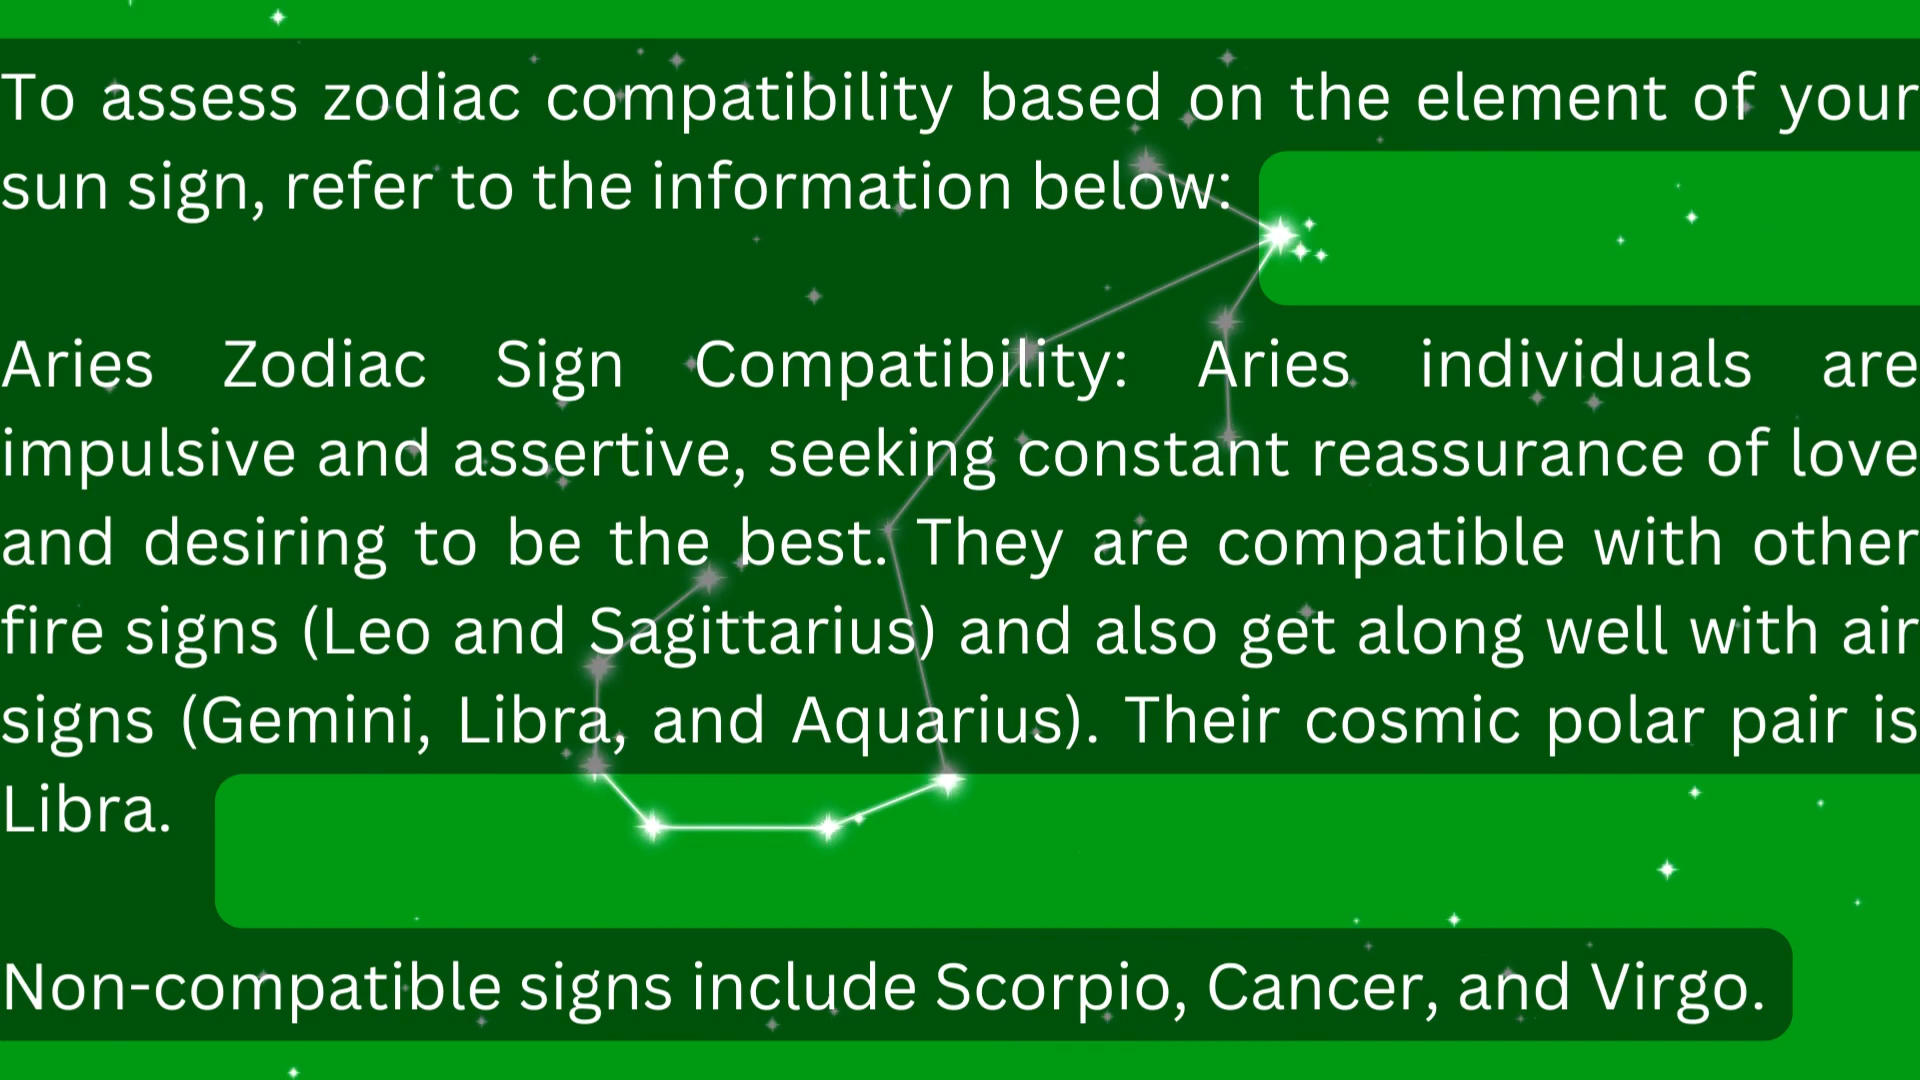 To assess zodiac compatibility based on the element of your
sun sign, refer to the information below:
Aries Zodiac Sign Compatibility: Aries individuals are
impulsive and assertive, seeking constant reassurance of love
and desiring to be the best. They are compatible with other
fire signs (Leo and Sagittarius) and also get along well with air
signs (Gemini, Libra, and Aquarius). Their cosmic polar pair is
Libra.
Non-compatible signs include Scorpio, Cancer, and Virgo.